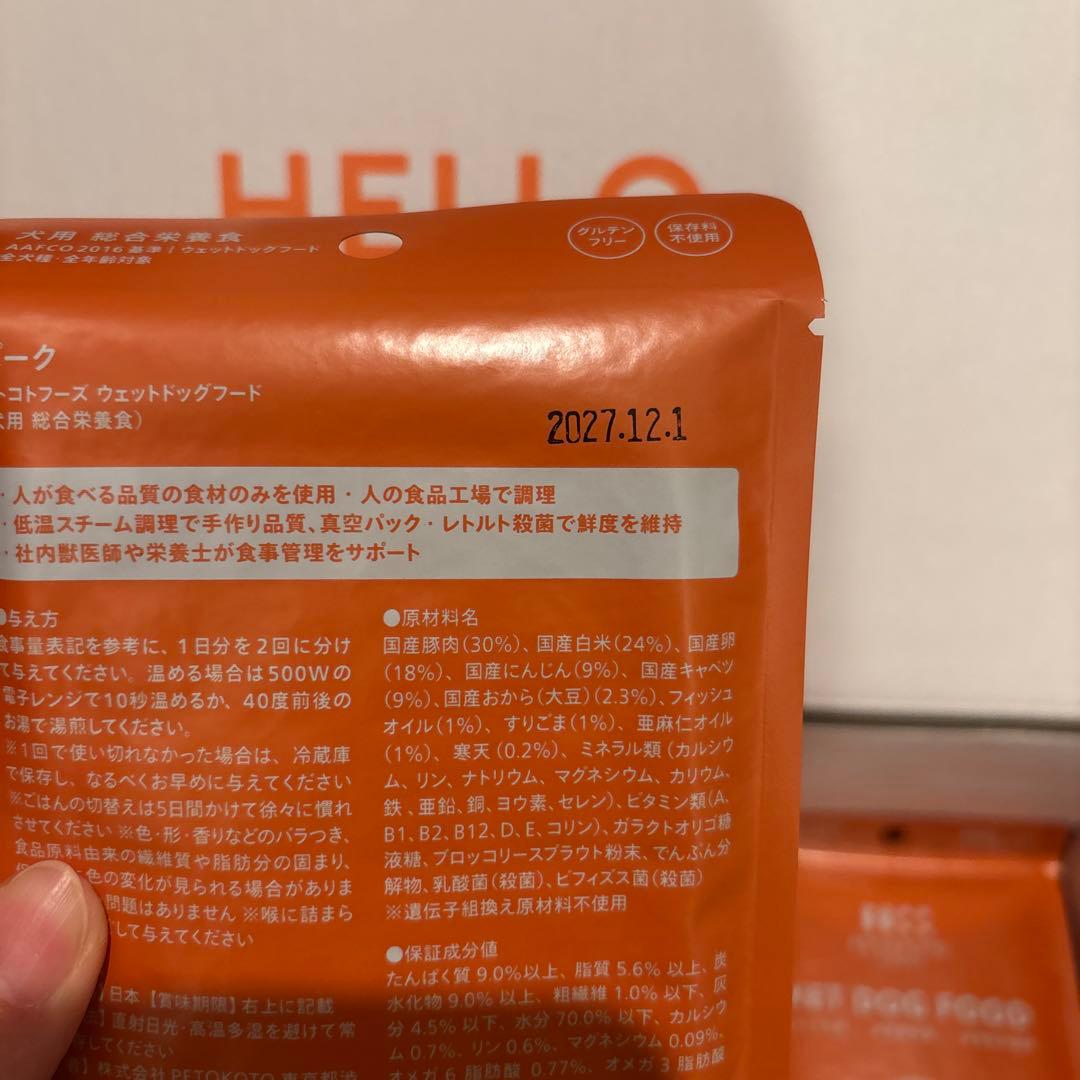 HELLO
犬用 総合栄養食
AAFCO 2016 基準 | ウェットドッグフード
全犬種・全年齢対象
グルテン
フリー
保存料
不使用
ーク
コトフーズ ウェットドッグフード
犬用 総合栄養食)
2027.12.1
・人が食べる品質の食材のみを使用・人の食品工場で調理
・低温スチーム調理で手作り品質、真空パック・レトルト殺菌で鮮度を維持
・社内獣医師や栄養士が食事管理をサポート
●与え方
食事量表記を参考に、1日分を2回に分け
て与えてください。温める場合は500Wの
電子レンジで10秒温めるか、40度前後の
お湯で湯煎してください。
※1回で使い切れなかった場合は、冷蔵庫
で保存し、なるべくお早めに与えてください
※ごはんの切替えは5日間かけて徐々に慣れ
させてください ※色・形・香りなどのバラつき、
食品原料由来の繊維質や脂肪分の固まり、
色の変化が見られる場合がありま
問題はありません ※喉に詰まら
して与えてください
日本【賞味期限】右上に記載
直射日光・高温多湿を避けて常
存してください
株式会社PETOKOTO 東京都渋
●原材料名
国産豚肉(30%)、国産白米(24%)、国産卵
(18%)、国産にんじん(9%)、国産キャベツ
(9%)、国産おから(大豆)(2.3%)、フィッシュ
オイル(1%)、すりごま(1%)、亜麻仁オイル
(1%)、寒天(0.2%)、ミネラル類(カルシウ
ム、リン、ナトリウム、マグネシウム、カリウム、
鉄、亜鉛、銅、ヨウ素、セレン)、ビタミン類(A、
B1、B2、B12、D、E、コリン)、ガラクトオリゴ糖
液糖、ブロッコリースプラウト粉末、でんぷん分
解物、乳酸菌(殺菌)、ビフィズス菌(殺菌)
※遺伝子組換え原材料不使用
●保証成分値
たんぱく質 9.0%以上、脂質 5.6% 以上、炭
水化物 9.0% 以上、粗繊維 1.0% 以下、灰
分 4.5% 以下、水分 70.0% 以下、カルシウ
ム 0.7%、リン 0.6%、マグネシウム 0.09%、
オメガ 6 脂肪酸 0.77%、オメガ 3 脂肪酸
WET DOG FOOD